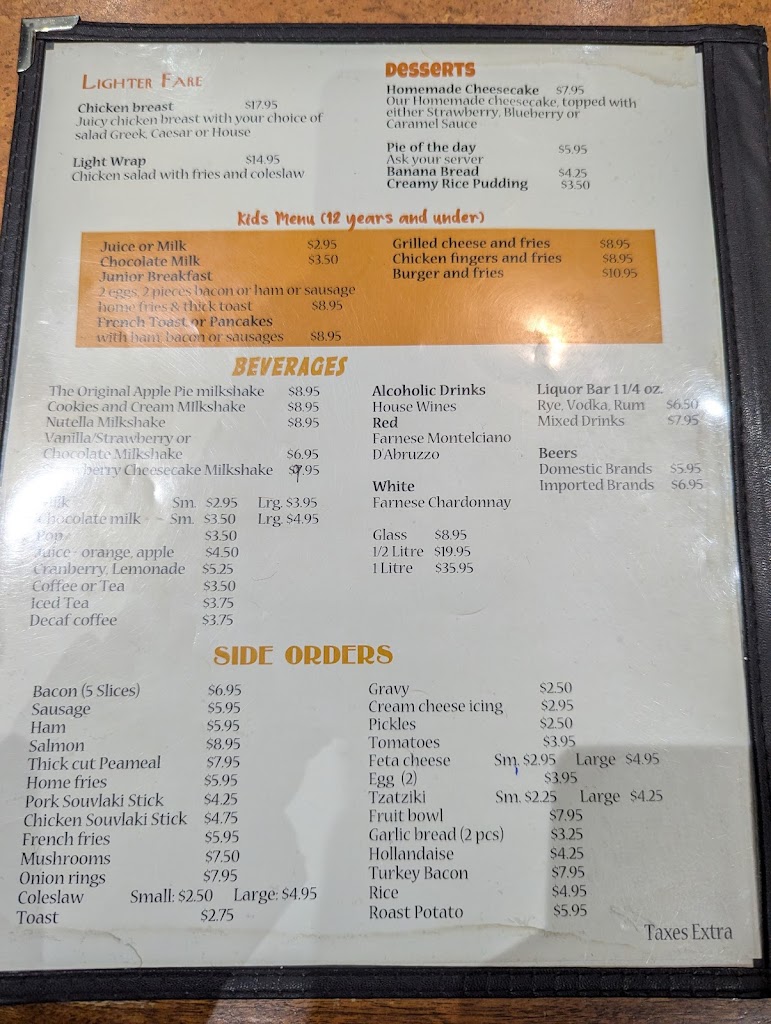 LIGHTER FARE
Chicken breast $17.95
Juicy chicken breast with your choice of
salad Greek, Caesar or House
Light Wrap $14.95
Chicken salad with fries and coleslaw
DESSERTS
Homemade Cheesecake $7.95
Our Homemade cheesecake, topped with
either Strawberry, Blueberry or
Caramel Sauce
Pie of the day $5.95
Ask your server
Banana Bread $4.25
Creamy Rice Pudding $3.50
Kids Menu (12 years and under)
Juice or Milk $2.95
Chocolate Milk $3.50
Junior Breakfast
2 eggs, 2 pieces bacon or ham or sausage
home fries & thick toast $8.95
French Toast or Pancakes
with ham, bacon or sausages $8.95
Grilled cheese and fries $8.95
Chicken fingers and fries $8.95
Burger and fries $10.95
BEVERAGES
The Original Apple Pie milkshake $8.95
Cookies and Cream MIlkshake $8.95
Nutella Milkshake $8.95
Vanilla/Strawberry or
Chocolate Milkshake $6.95
Strawberry Cheesecake Milkshake $9.95
Milk Sm. $2.95 Lrg. $3.95
Chocolate milk - Sm. $3.50 Lrg. $4.95
Pop $3.50
Juice - orange, apple $4.50
Cranberry, Lemonade $5.25
Coffee or Tea $3.50
Iced Tea $3.75
Decaf coffee $3.75
Alcoholic Drinks
House Wines
Red
Farnese Montelciano
D'Abruzzo
White
Farnese Chardonnay
Glass $8.95
1/2 Litre $19.95
1 Litre $35.95
Liquor Bar 1 1/4 oz.
Rye, Vodka, Rum $6.50
Mixed Drinks $7.95
Beers
Domestic Brands $5.95
Imported Brands $6.95
SIDE ORDERS
Bacon (5 Slices) $6.95
Sausage $5.95
Ham $5.95
Salmon $8.95
Thick cut Peameal $7.95
Home fries $5.95
Pork Souvlaki Stick $4.25
Chicken Souvlaki Stick $4.75
French fries $5.95
Mushrooms $7.50
Onion rings $7.95
Coleslaw Small: $2.50 Large: $4.95
Toast $2.75
Gravy $2.50
Cream cheese icing $2.95
Pickles $2.50
Tomatoes $3.95
Feta cheese Sm. $2.95 Large $4.95
Egg (2) $3.95
Tzatziki Sm. $2.25 Large $4.25
Fruit bowl $7.95
Garlic bread (2 pcs) $3.25
Hollandaise $4.25
Turkey Bacon $7.95
Rice $4.95
Roast Potato $5.95
Taxes Extra